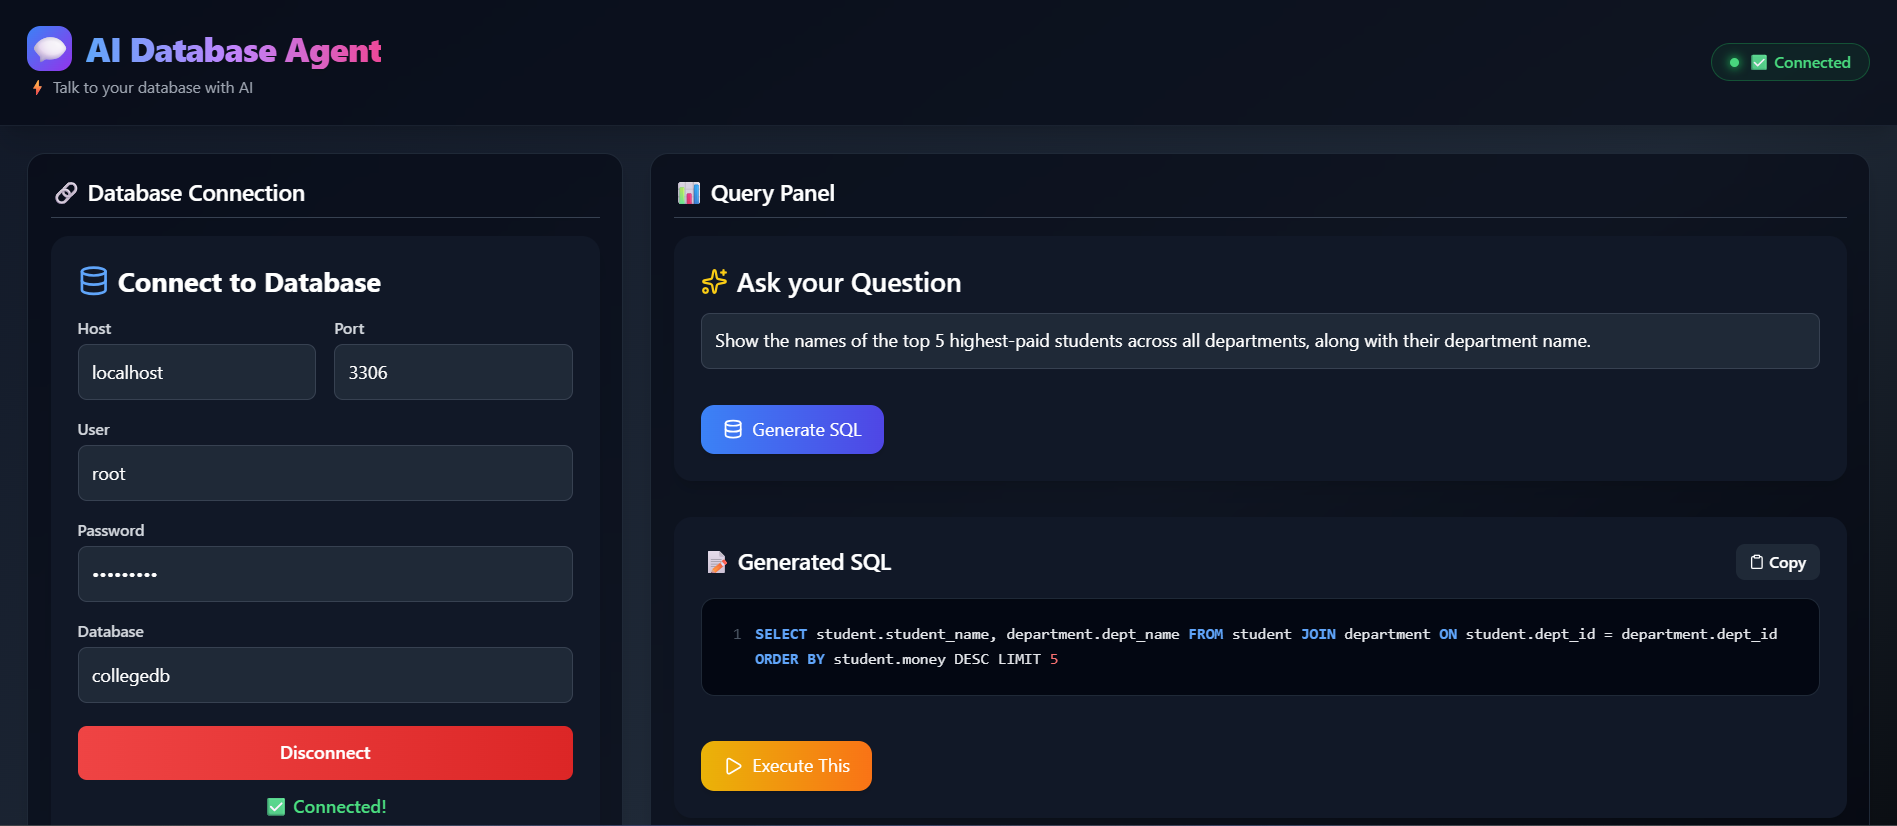 AI Database Agent
Talk to your database with AI
Connected
Database Connection
Connect to Database
Host
Port
localhost
3306
User
root
Password
•••••••••
Database
collegedb
Disconnect
Connected!
Query Panel
Ask your Question
Show the names of the top 5 highest-paid students across all departments, along with their department name.
Generate SQL
Generated SQL
Copy
1 SELECT student.student_name, department.dept_name FROM student JOIN department ON student.dept_id = department.dept_id
ORDER BY student.money DESC LIMIT 5
Execute This